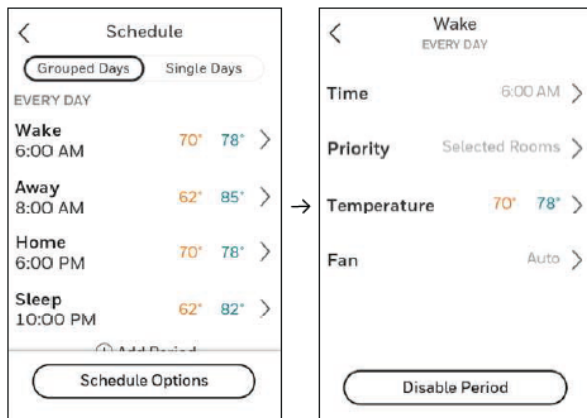 Schedule
Grouped Days Single Days
EVERY DAY
Wake
6:00 AM 70° 78°
Away
8:00 AM 62° 85°
Home
6:00 PM 70° 78°
Sleep
10:00 PM 62° 82°
Add Period
Schedule Options
→
Wake
EVERY DAY
Time 6:00 AM
Priority Selected Rooms
Temperature 70° 78°
Fan Auto
Disable Period